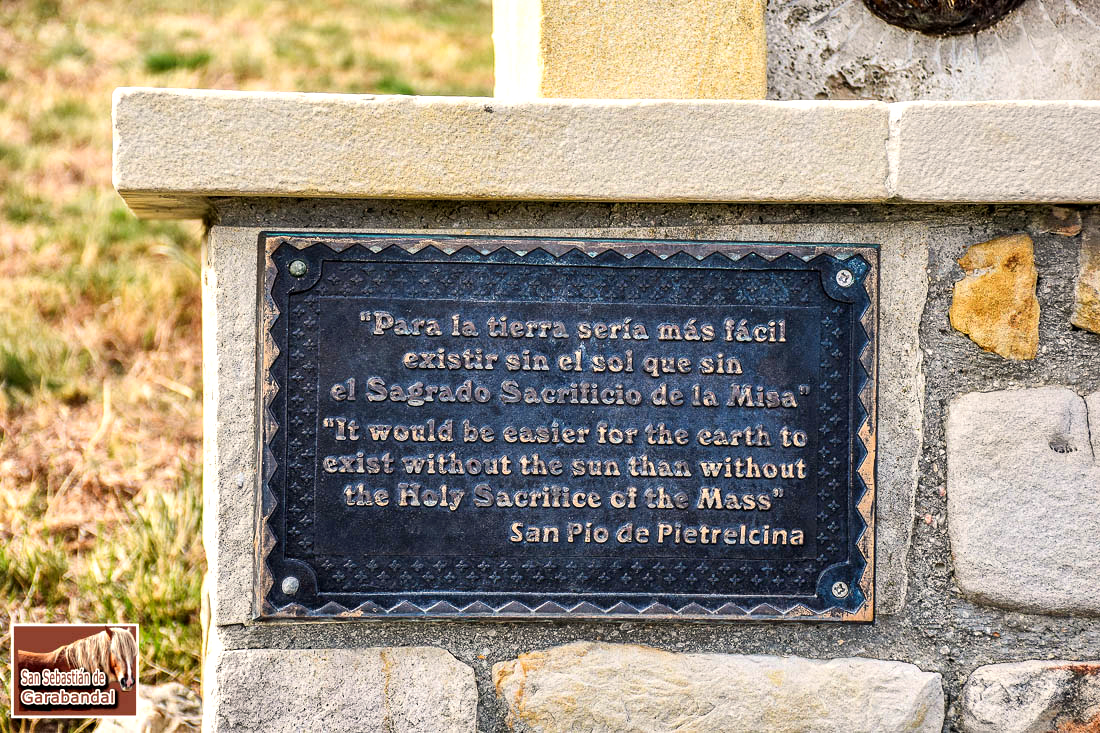 “Para la tierra sería más fácil
existir sin el sol que sin
el Sagrado Sacrificio de la Misa”
“It would be easier for the earth to
exist without the sun than without
the Holy Sacrifice of the Mass”
San Pío de Pietrelcina
San Sebastián de
Garabandal